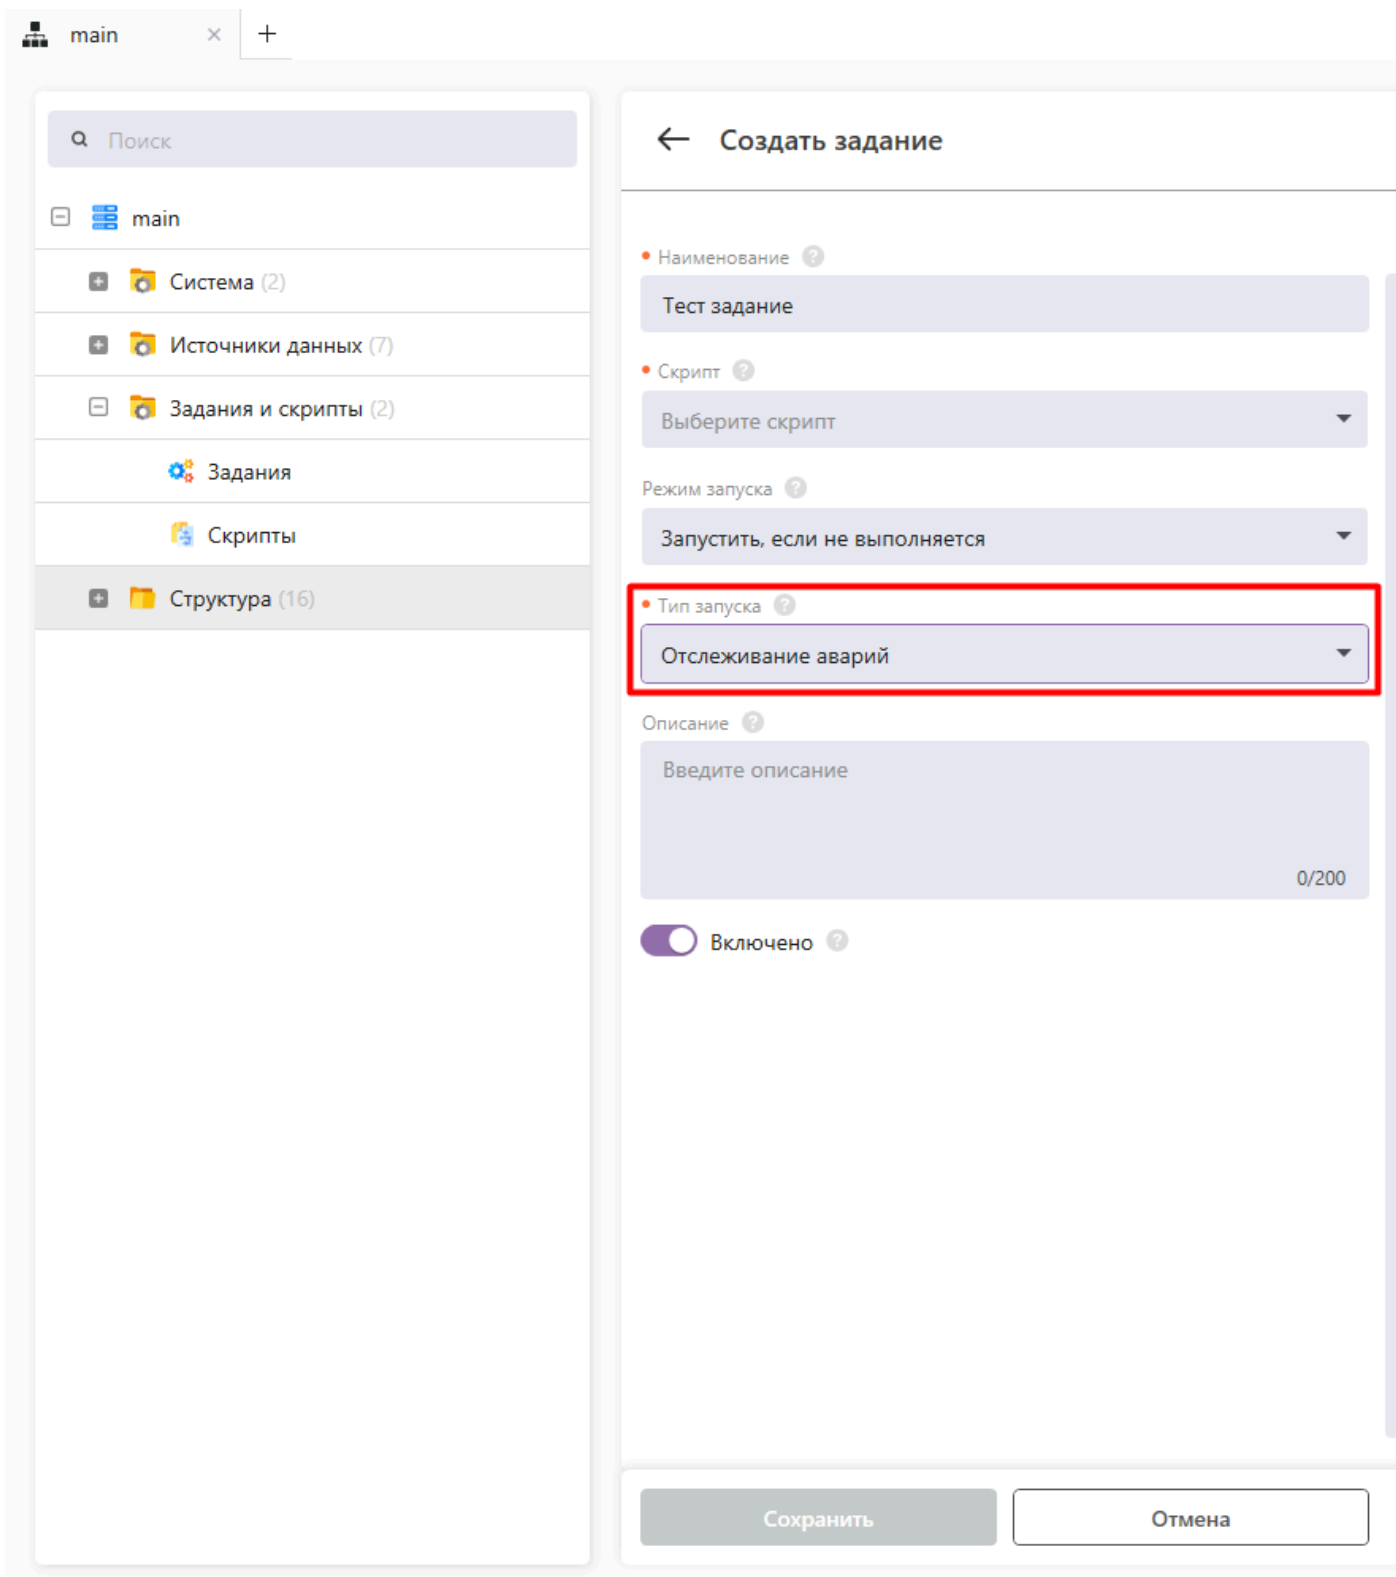 main
Поиск
main
Система (2)
Источники данных (7)
Задания и скрипты (2)
Задания
Скрипты
Структура (16)
Создать задание
Наименование
Тест задание
Скрипт
Выберите скрипт
Режим запуска
Запустить, если не выполняется
Тип запуска
Отслеживание аварий
Описание
Введите описание
0/200
Включено
Сохранить
Отмена